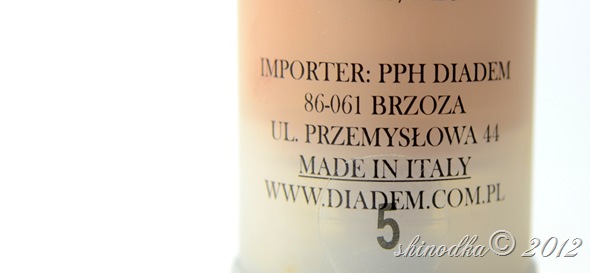 IMPORTER: PPH DIADEM
86-061 BRZOZA
UL. PRZEMYSŁOWA 44
MADE IN ITALY
WWW.DIADEM.COM.PL
5
shinodka© 2012